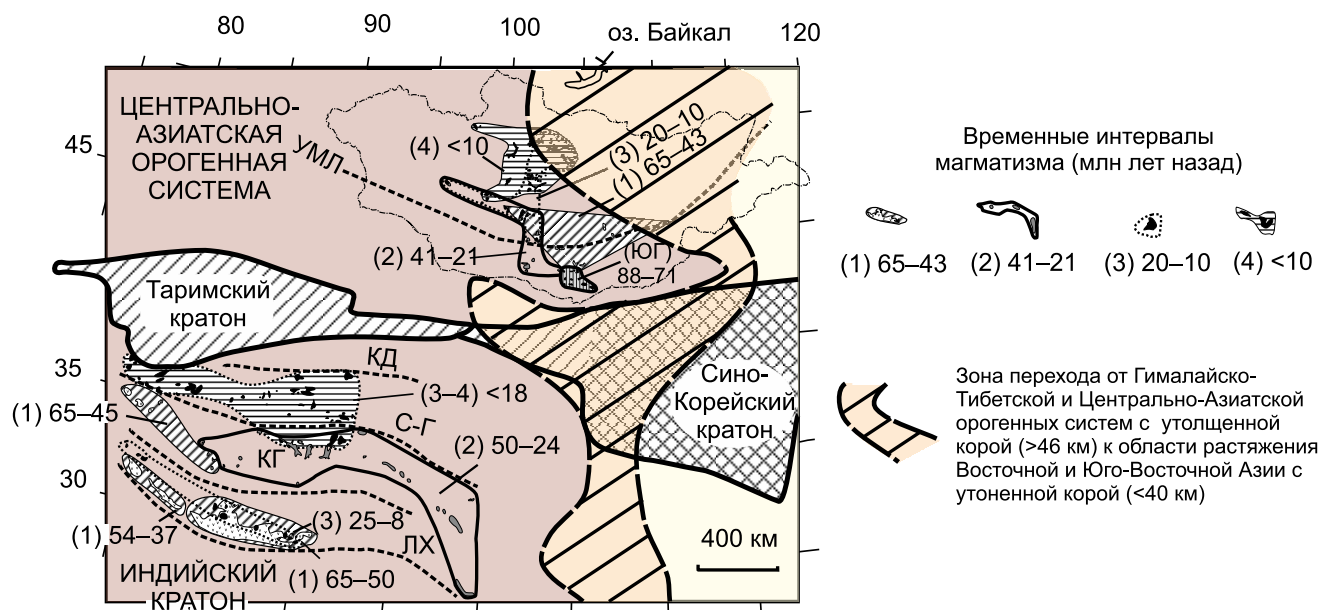 80
90
100
120
оз. Байкал
ЦЕНТРАЛЬНО-
АЗИАТСКАЯ
ОРОГЕННАЯ
СИСТЕМА
УМЛ
45
(4) <10
(3) 20–10
(1) 65–43
(2) 41–21
(ЮГ)
88–71
Таримский
кратон
35
КД
(3–4) <18
(1) 65–45
С-Г
(2) 50–24
КГ
30
Сино-
Корейский
кратон
(1) 54–37
(3) 25–8
ЛХ
400 км
ИНДИЙСКИЙ
КРАТОН
(1) 65–50
Временные интервалы
магматизма (млн лет назад)
(1) 65–43
(2) 41–21
(3) 20–10
(4) <10
Зона перехода от Гималайско-
Тибетской и Центрально-Азиатской
орогенных систем с утолщенной
корой (>46 км) к области растяжения
Восточной и Юго-Восточной Азии с
утоненной корой (<40 км)